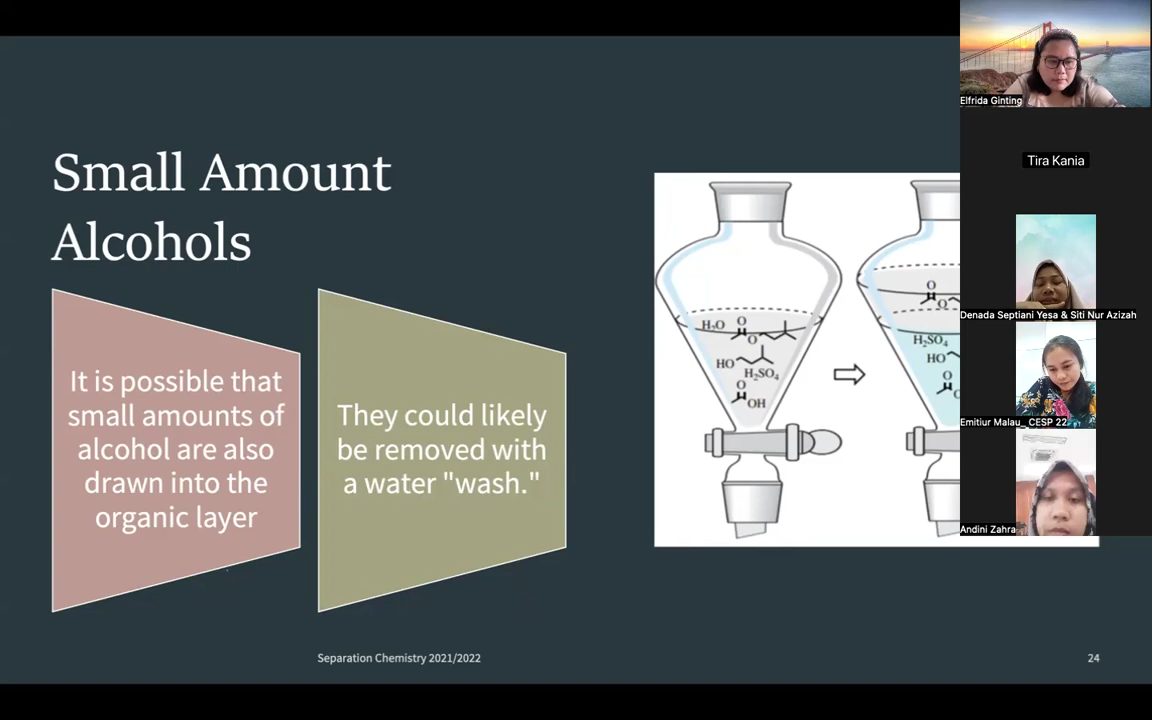 Small Amount
Alcohols
It is possible that
small amounts of
alcohol are also
drawn into the
organic layer
They could likely
be removed with
a water "wash."
H₂O
O
O
HO
H₂SO₄
O
OH
O
O
H₂SO₄
HO
O
Separation Chemistry 2021/2022
24
Elfrida Ginting
Tira Kania
Denada Septiani Yesa & Siti Nur Azizah
Emitiur Malau_ CESP 22
Andini Zahra